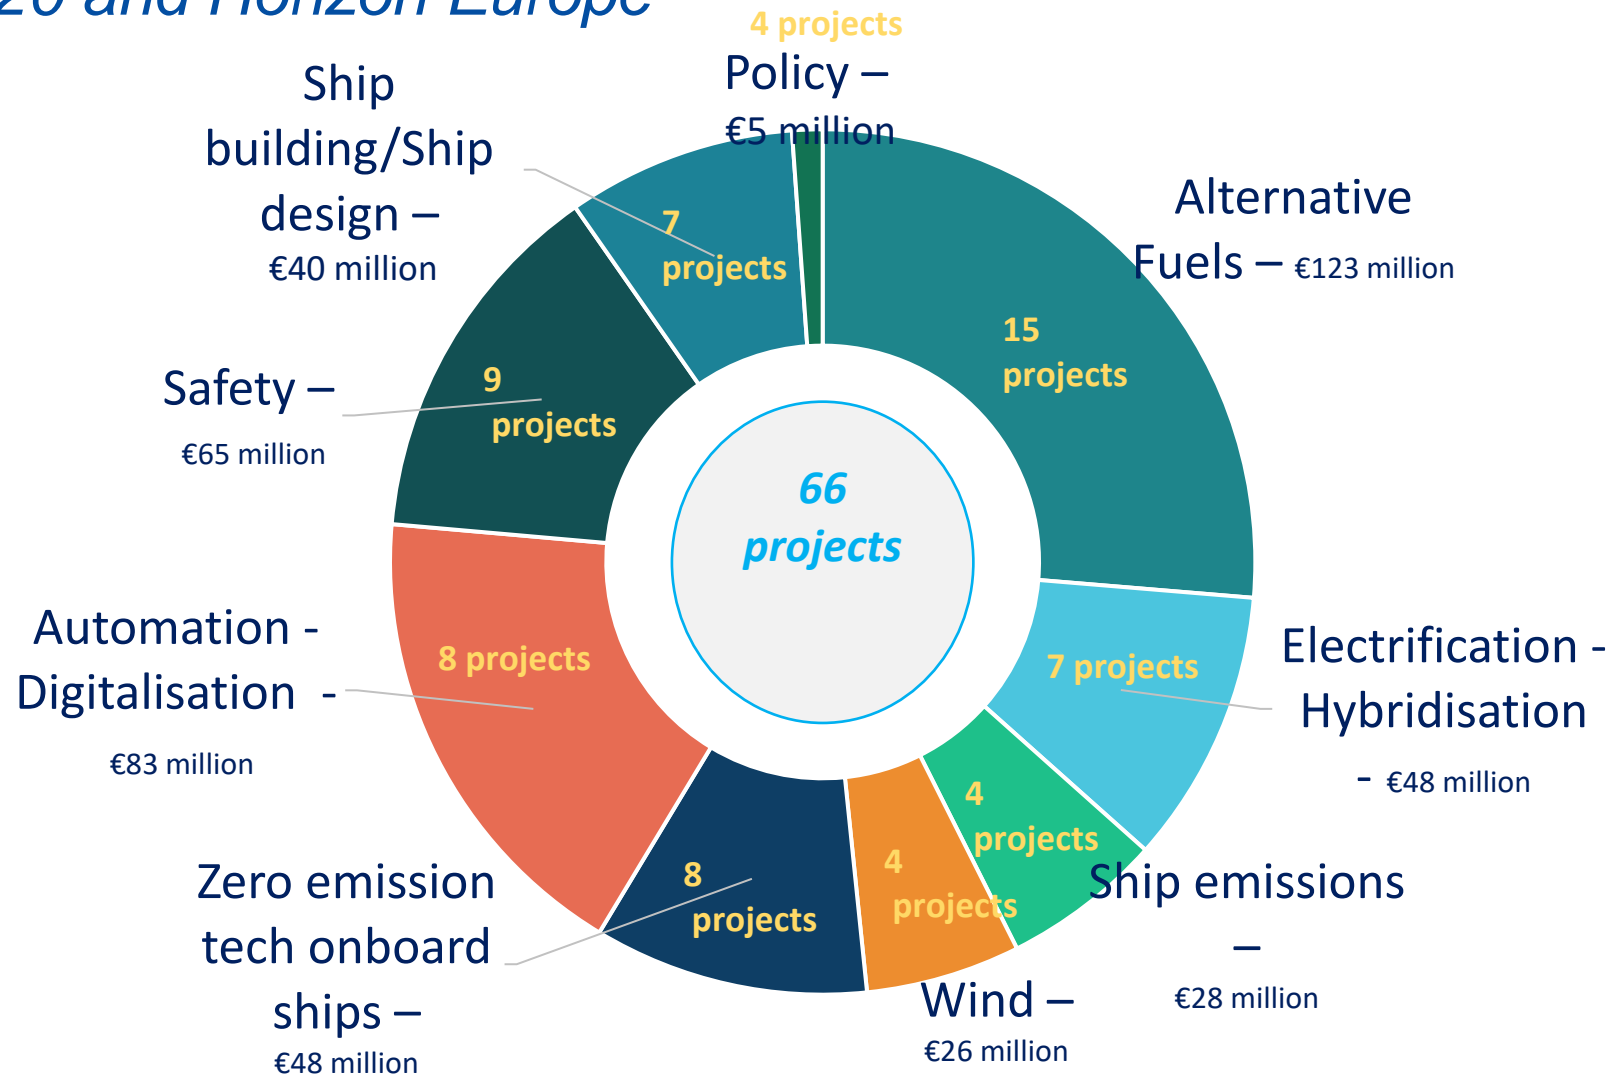 20 and Horizon Europe
4 projects
Policy –
€5 million
Ship
building/Ship
design –
€40 million
7
projects
Alternative
Fuels – €123 million
15
projects
Safety –
€65 million
9
projects
66
projects
Automation -
Digitalisation -
€83 million
8 projects
7 projects
Electrification -
Hybridisation
- €48 million
4
projects
Ship emissions
–
€28 million
4
projects
Wind –
€26 million
8
projects
Zero emission
tech onboard
ships –
€48 million